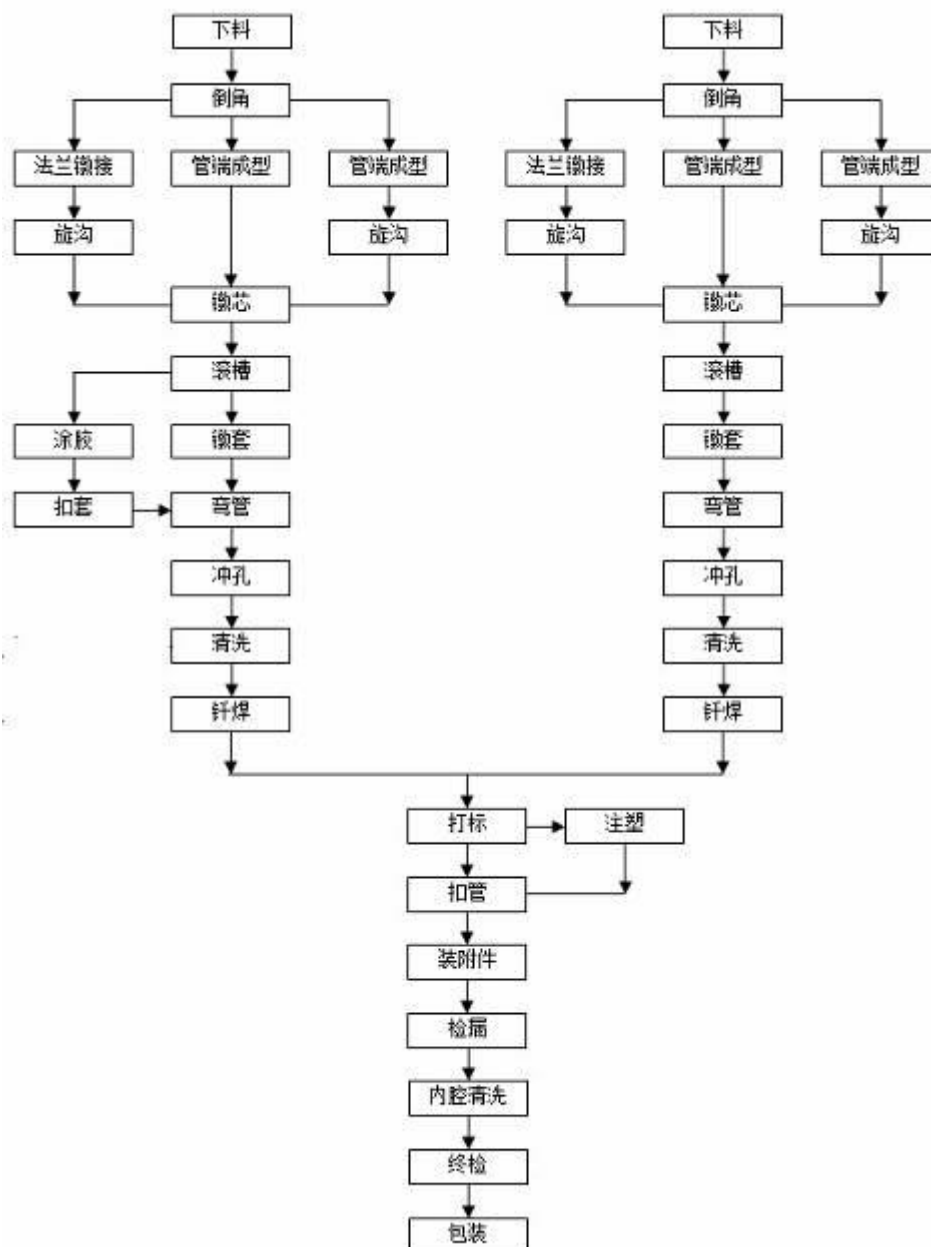 下料
下料
倒角
倒角
法兰镦接
管端成型
管端成型
法兰镦接
管端成型
管端成型
旋沟
旋沟
旋沟
旋沟
镦芯
镦芯
滚槽
滚槽
涂胶
镦套
镦套
扣套
弯管
弯管
冲孔
冲孔
清洗
清洗
钎焊
钎焊
打标
注塑
扣管
装附件
检漏
内腔清洗
终检
包装